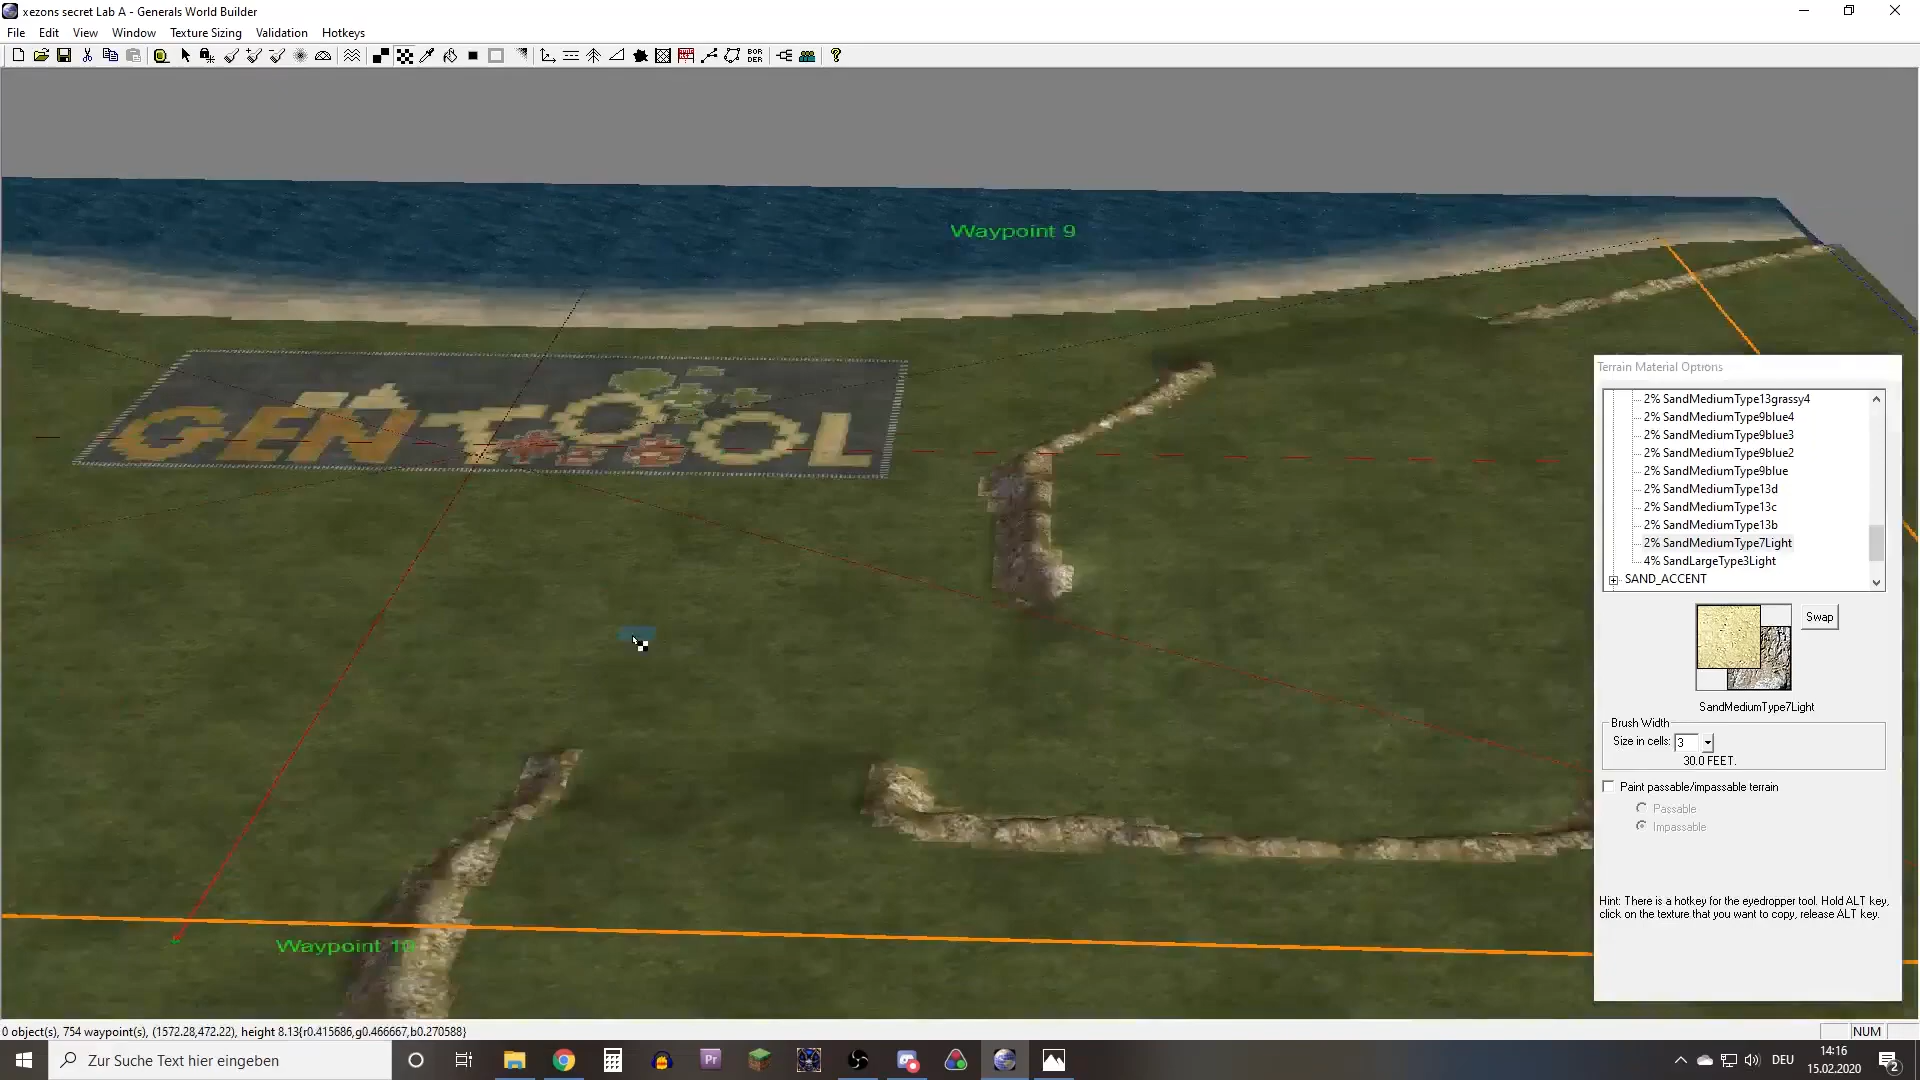 xezons secret Lab A - Generals World Builder
File Edit View Window Texture Sizing Validation Hotkeys
BOR
DER
Waypoint 9
GENTOOL
Terrain Material Options
2% SandMediumType13grassy4
2% SandMediumType9blue4
2% SandMediumType9blue3
2% SandMediumType9blue2
2% SandMediumType9blue
2% SandMediumType13d
2% SandMediumType13c
2% SandMediumType13b
2% SandMediumType7Light
4% SandLargeType3Light
SAND_ACCENT
Swap
SandMediumType7Light
Brush Width
Size in cells: 3
30.0 FEET.
Paint passable/impassable terrain
Passable
Impassable
Hint: There is a hotkey for the eyedropper tool. Hold ALT key,
click on the texture that you want to copy, release ALT key.
Waypoint 10
0 object(s), 754 waypoint(s), (1572.28,472.22), height 8.13{r0.415686,g0.466667,b0.270588}
NUM
Zur Suche Text hier eingeben
Pr
DEU
14:16
15.02.2020
2